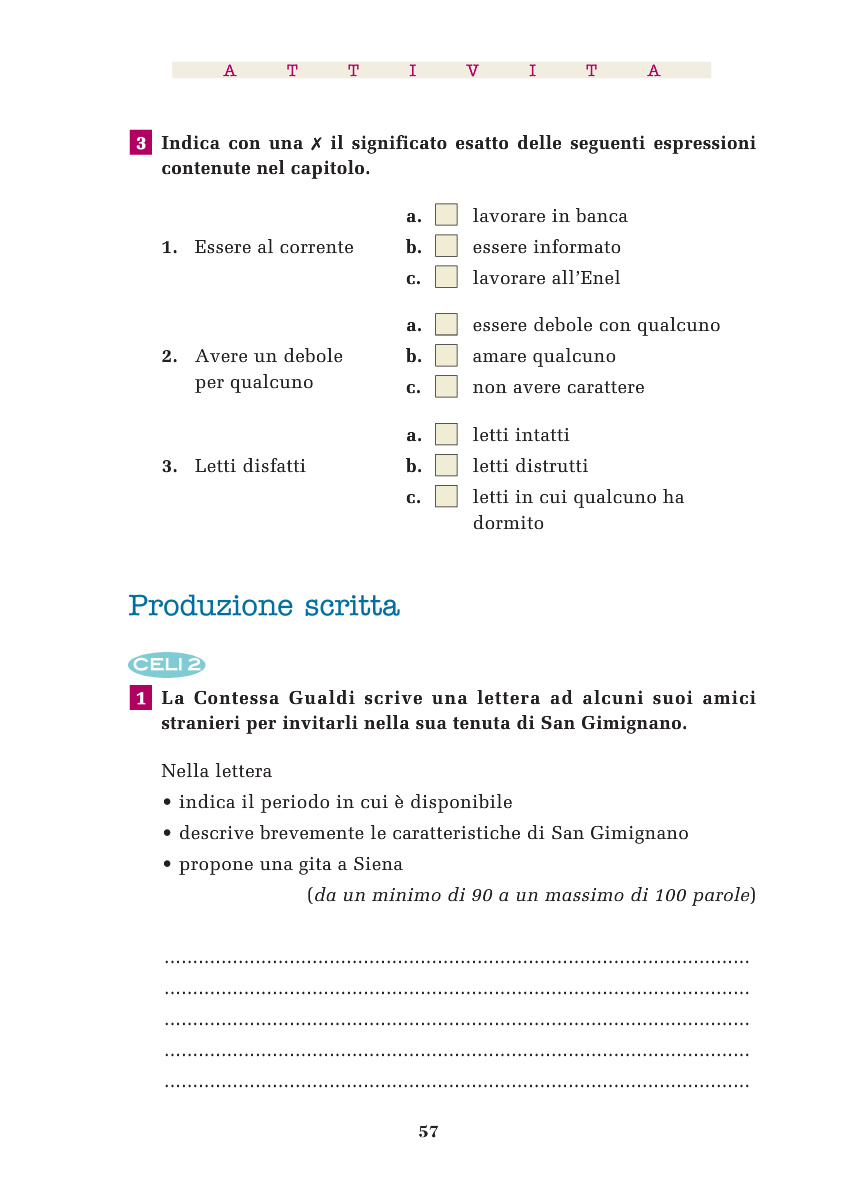 A T T I V I T A
3 Indica con una ✗ il significato esatto delle seguenti espressioni
contenute nel capitolo.
a. lavorare in banca
1. Essere al corrente b. essere informato
c. lavorare all'Enel
a. essere debole con qualcuno
2. Avere un debole b. amare qualcuno
per qualcuno c. non avere carattere
a. letti intatti
3. Letti disfatti b. letti distrutti
c. letti in cui qualcuno ha
dormito
Produzione scritta
CELI 2
1 La Contessa Gualdi scrive una lettera ad alcuni suoi amici
stranieri per invitarli nella sua tenuta di San Gimignano.
Nella lettera
• indica il periodo in cui è disponibile
• descrive brevemente le caratteristiche di San Gimignano
• propone una gita a Siena
(da un minimo di 90 a un massimo di 100 parole)
57